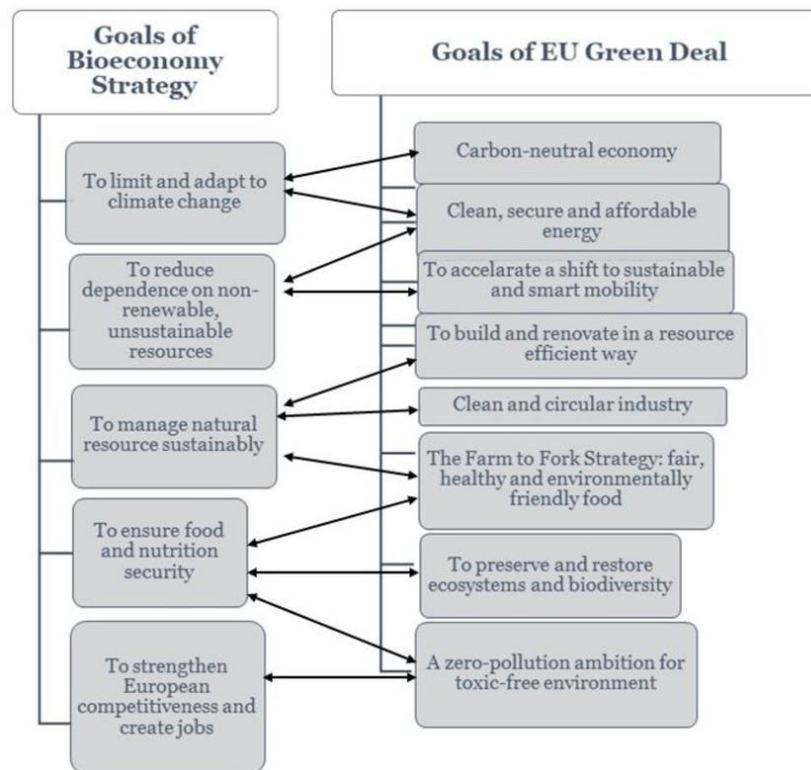 Goals of
Bioeconomy
Strategy
To limit and adapt to
climate change
To reduce
dependence on non-
renewable,
unsustainable
resources
To manage natural
resource sustainably
To ensure food
and nutrition
security
To strengthen
European
competitiveness and
create jobs
Goals of EU Green Deal
Carbon-neutral economy
Clean, secure and affordable
energy
To accelarate a shift to sustainable
and smart mobility
To build and renovate in a resource
efficient way
Clean and circular industry
The Farm to Fork Strategy: fair,
healthy and environmentally
friendly food
To preserve and restore
ecosystems and biodiversity
A zero-pollution ambition for
toxic-free environment